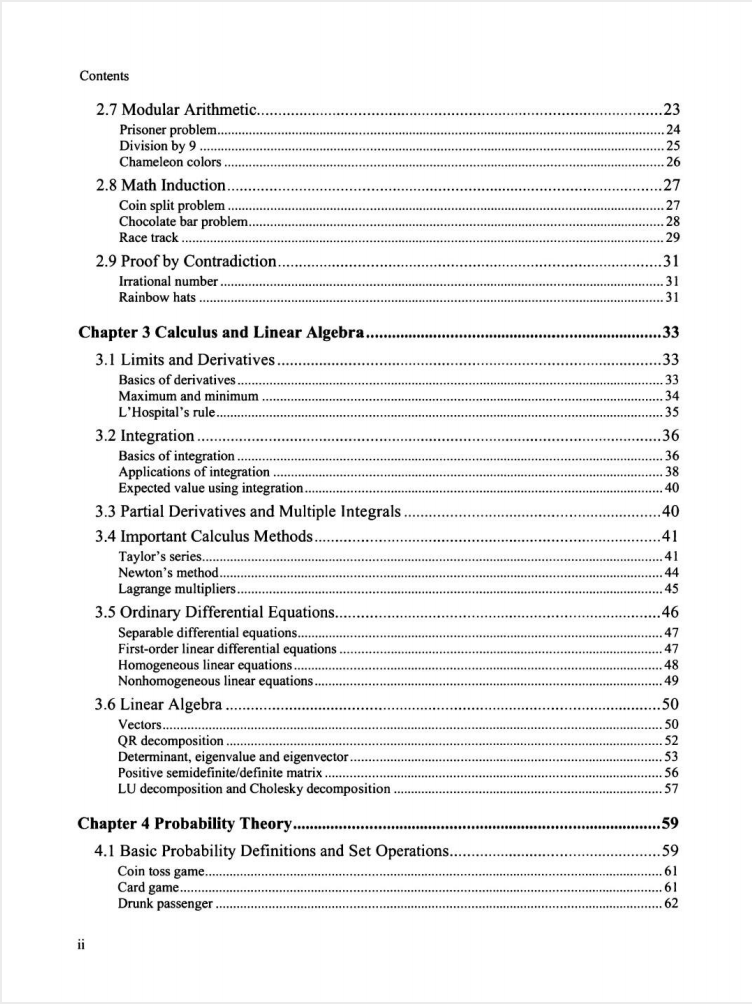 Contents
2.7 Modular Arithmetic.......................................................................................23
Prisoner problem.......................................................................................24
Division by 9 .......................................................................................25
Chameleon colors .......................................................................................26
2.8 Math Induction.......................................................................................27
Coin split problem .......................................................................................27
Chocolate bar problem.......................................................................................28
Race track .......................................................................................29
2.9 Proof by Contradiction.......................................................................................31
Irrational number .......................................................................................31
Rainbow hats .......................................................................................31
Chapter 3 Calculus and Linear Algebra.......................................................................................33
3.1 Limits and Derivatives .......................................................................................33
Basics of derivatives .......................................................................................33
Maximum and minimum .......................................................................................34
L’Hospital’s rule.......................................................................................35
3.2 Integration .......................................................................................36
Basics of integration .......................................................................................36
Applications of integration .......................................................................................38
Expected value using integration.......................................................................................40
3.3 Partial Derivatives and Multiple Integrals .......................................................................................40
3.4 Important Calculus Methods.......................................................................................41
Taylor’s series.......................................................................................41
Newton’s method.......................................................................................44
Lagrange multipliers.......................................................................................45
3.5 Ordinary Differential Equations.......................................................................................46
Separable differential equations.......................................................................................47
First-order linear differential equations .......................................................................................47
Homogeneous linear equations.......................................................................................48
Nonhomogeneous linear equations.......................................................................................49
3.6 Linear Algebra .......................................................................................50
Vectors.......................................................................................50
QR decomposition .......................................................................................52
Determinant, eigenvalue and eigenvector.......................................................................................53
Positive semidefinite/definite matrix .......................................................................................56
LU decomposition and Cholesky decomposition .......................................................................................57
Chapter 4 Probability Theory.......................................................................................59
4.1 Basic Probability Definitions and Set Operations.......................................................................................59
Coin toss game.......................................................................................61
Card game.......................................................................................61
Drunk passenger .......................................................................................62
ii